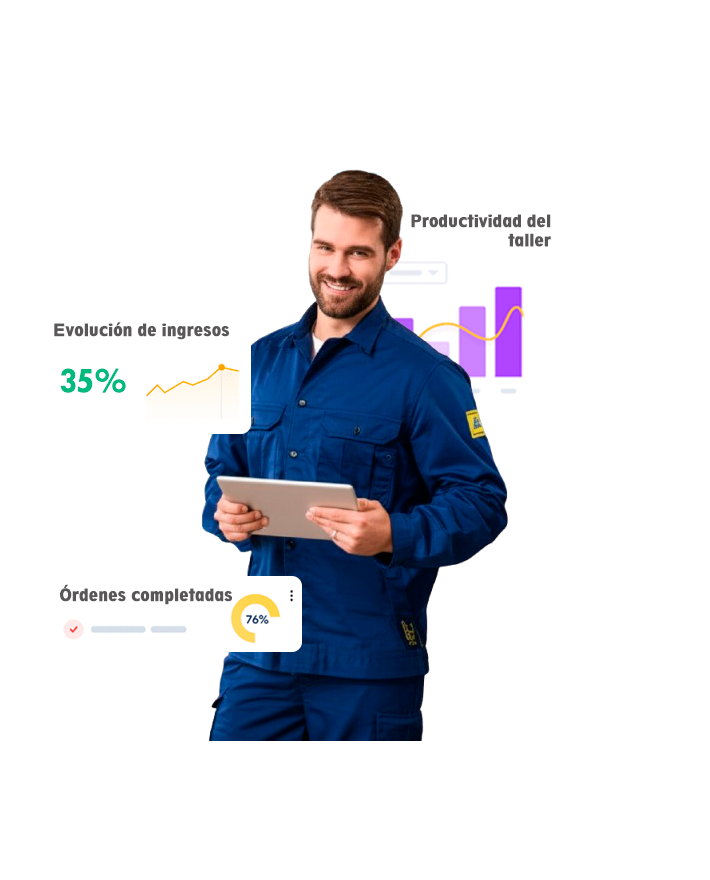 Productividad del
taller
Evolución de ingresos
35%
Órdenes completadas
76%